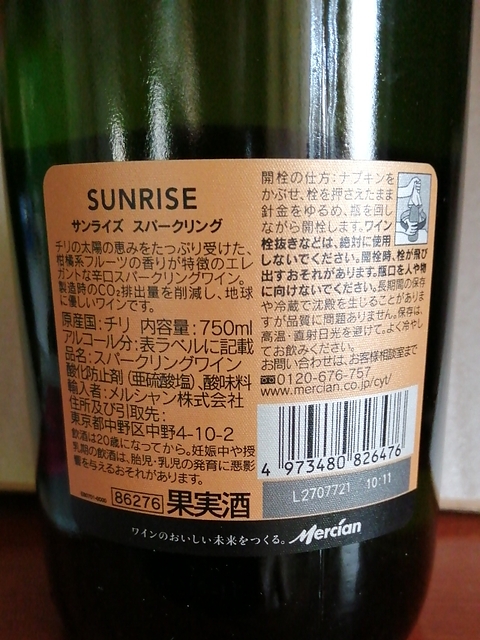 SUNRISE
サンライズ スパークリング
チリの太陽の恵みをたっぷり受けた、
柑橘系フルーツの香りが特徴のエレ
ガントな辛口スパークリングワイン。
製造時のCO₂排出量を削減し、地球
に優しいワインです。
原産国：チリ 内容量：750ml
アルコール分：表ラベルに記載
品名：スパークリングワイン
酸化防止剤（亜硫酸塩）、酸味料
輸入者：メルシャン株式会社
住所及び引取先：
東京都中野区中野4-10-2
飲酒は20歳になってから。妊娠中や授
乳期の飲酒は、胎児・乳児の発育に悪影
響を与えるおそれがあります。
86276 果実酒
開栓の仕方：ナプキンを
かぶせ、栓を押さえたまま
針金をゆるめ、瓶を回し
ながら開栓します。ワイン
栓抜きなどは、絶対に使用
しないでください。開栓時、栓が飛び
出すおそれがあります。瓶口を人や物
に向けないでください。長期間の保存
や冷蔵で沈殿を生じることがありま
すが品質に問題ありません。保存は、
高温・直射日光を避けて。よく冷やし
てお飲みください。
お問い合わせは、お客様相談室まで
0120-676-757
www.mercian.co.jp/cyt/
4 973480 826476
L2707721 10:11
ワインのおいしい未来をつくる。 Mercian